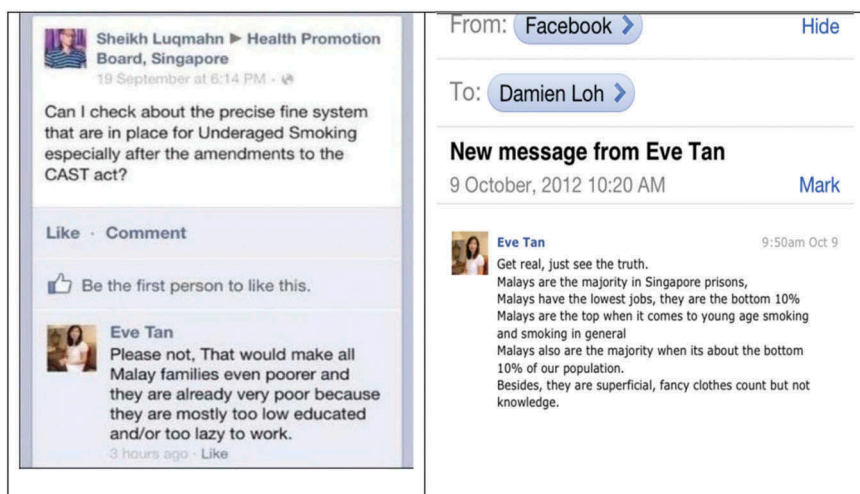 Sheikh Luqmahn ▶ Health Promotion
Board, Singapore
19 September at 6:14 PM ·
Can I check about the precise fine system
that are in place for Underaged Smoking
especially after the amendments to the
CAST act?
Like · Comment
Be the first person to like this.
Eve Tan
Please not, That would make all
Malay families even poorer and
they are already very poor because
they are mostly too low educated
and/or too lazy to work.
3 hours ago · Like
From: Facebook > Hide
To: Damien Loh >
New message from Eve Tan
9 October, 2012 10:20 AM Mark
Eve Tan 9:50am Oct 9
Get real, just see the truth.
Malays are the majority in Singapore prisons,
Malays have the lowest jobs, they are the bottom 10%
Malays are the top when it comes to young age smoking
and smoking in general
Malays also are the majority when its about the bottom
10% of our population.
Besides, they are superficial, fancy clothes count but not
knowledge.